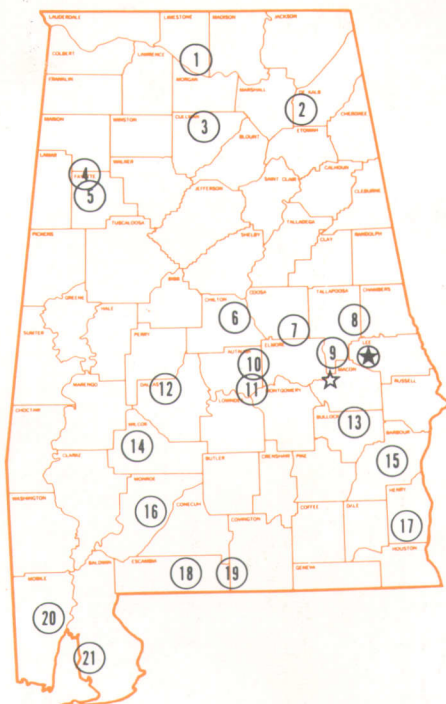 LAUDERDALE LIMESTONE MADISON JACKSON
COLBERT
LAWRENCE
1
FRANKLIN
MORGAN
MARSHALL
DE KALB
2
CHEROKEE
MARION
WINSTON
CULLMAN
3
ETOWAH
BLOUNT
LAMAR
WALKER
4
FAYETTE
5
CALHOUN
SAINT CLAIR
CLEBURNE
JEFFERSON
TALLADEGA
TUSCALOOSA
PICKENS
SHELBY
CLAY
RANDOLPH
BIBB
GREENE
HALE
COOSA
TALLAPOOSA
CHAMBERS
CHILTON
6
7
8
SUMTER
PERRY
ELMORE
9
LEE
AUTAUGA
10
MACON
MARENGO
DALLAS
12
11
LOWNDES
MONTGOMERY
RUSSELL
CHOCTAW
BULLOCK
13
WILCOX
14
BARBOUR
CLARKE
BUTLER
CRENSHAW
PIKE
15
MONROE
HENRY
WASHINGTON
16
CONECUH
COVINGTON
COFFEE
DALE
17
HOUSTON
BALDWIN
ESCAMBIA
18
19
GENEVA
MOBILE
20
21